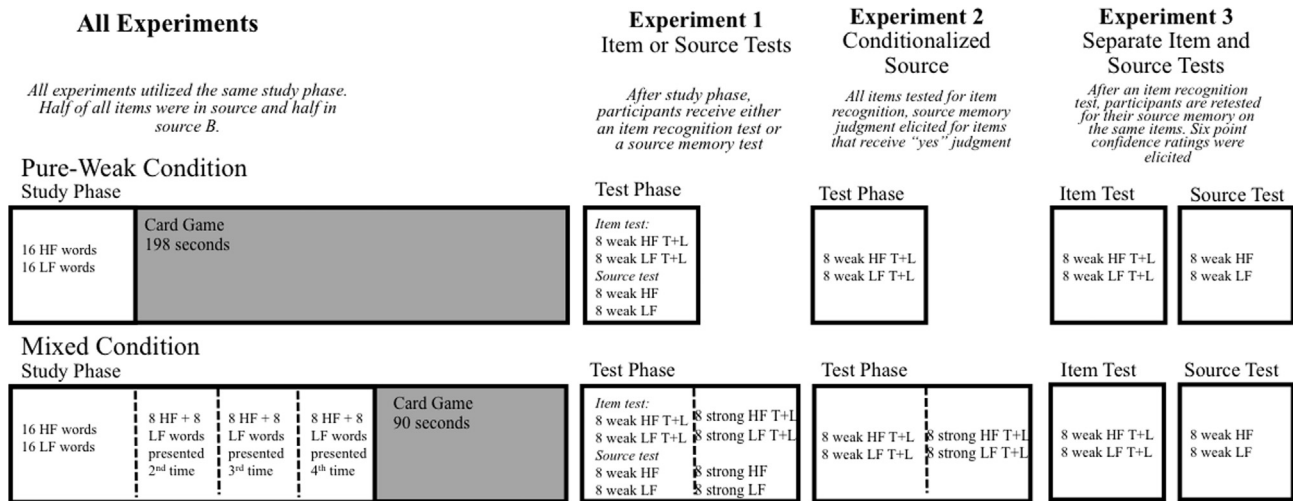 All Experiments
All experiments utilized the same study phase.
Half of all items were in source and half in
source B.
Experiment 1
Item or Source Tests
After study phase,
participants receive either
an item recognition test or
a source memory test
Experiment 2
Conditionalized
Source
All items tested for item
recognition, source memory
judgment elicited for items
that receive “yes” judgment
Experiment 3
Separate Item and
Source Tests
After an item recognition
test, participants are retested
for their source memory on
the same items. Six point
confidence ratings were
elicited
Pure-Weak Condition
Study Phase
16 HF words
16 LF words
Card Game
198 seconds
Test Phase
Item test:
8 weak HF T+L
8 weak LF T+L
Source test
8 weak HF
8 weak LF
Test Phase
8 weak HF T+L
8 weak LF T+L
Item Test
8 weak HF T+L
8 weak LF T+L
Source Test
8 weak HF
8 weak LF
Mixed Condition
Study Phase
16 HF words
16 LF words
8 HF + 8
LF words
presented
2nd time
8 HF + 8
LF words
presented
3rd time
8 HF + 8
LF words
presented
4th time
Card Game
90 seconds
Test Phase
Item test:
8 weak HF T+L
8 weak LF T+L
Source test
8 weak HF
8 weak LF
8 strong HF T+L
8 strong LF T+L
8 strong HF
8 strong LF
Test Phase
8 weak HF T+L
8 weak LF T+L
8 strong HF T+L
8 strong LF T+L
Item Test
8 weak HF T+L
8 weak LF T+L
Source Test
8 weak HF
8 weak LF